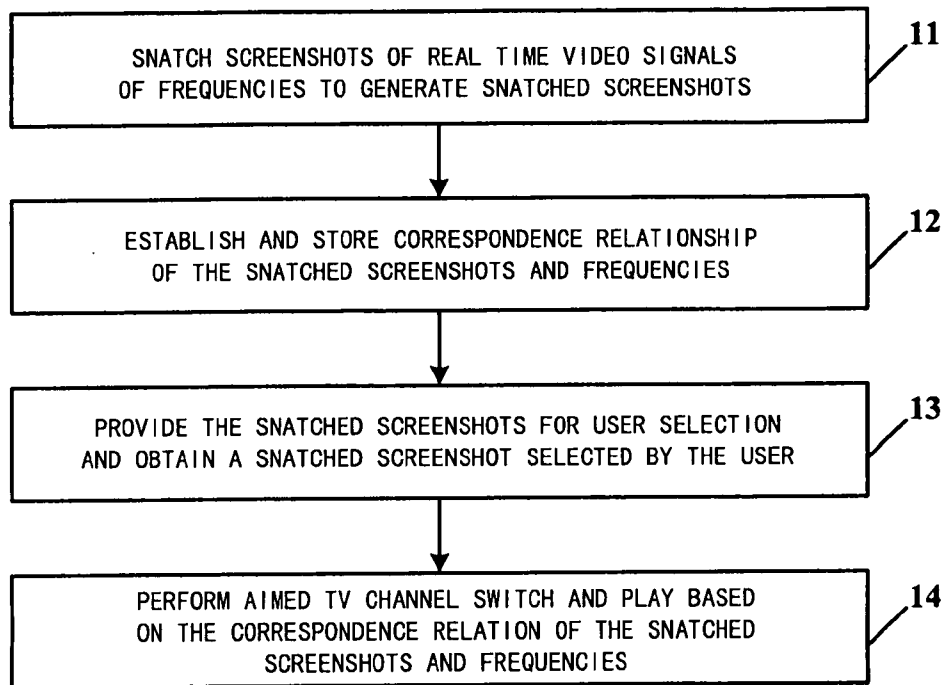 SNATCH SCREENSHOTS OF REAL TIME VIDEO SIGNALS
OF FREQUENCIES TO GENERATE SNATCHED SCREENSHOTS
11
ESTABLISH AND STORE CORRESPONDENCE RELATIONSHIP
OF THE SNATCHED SCREENSHOTS AND FREQUENCIES
12
PROVIDE THE SNATCHED SCREENSHOTS FOR USER SELECTION
AND OBTAIN A SNATCHED SCREENSHOT SELECTED BY THE USER
13
PERFORM AIMED TV CHANNEL SWITCH AND PLAY BASED
ON THE CORRESPONDENCE RELATION OF THE SNATCHED
SCREENSHOTS AND FREQUENCIES
14